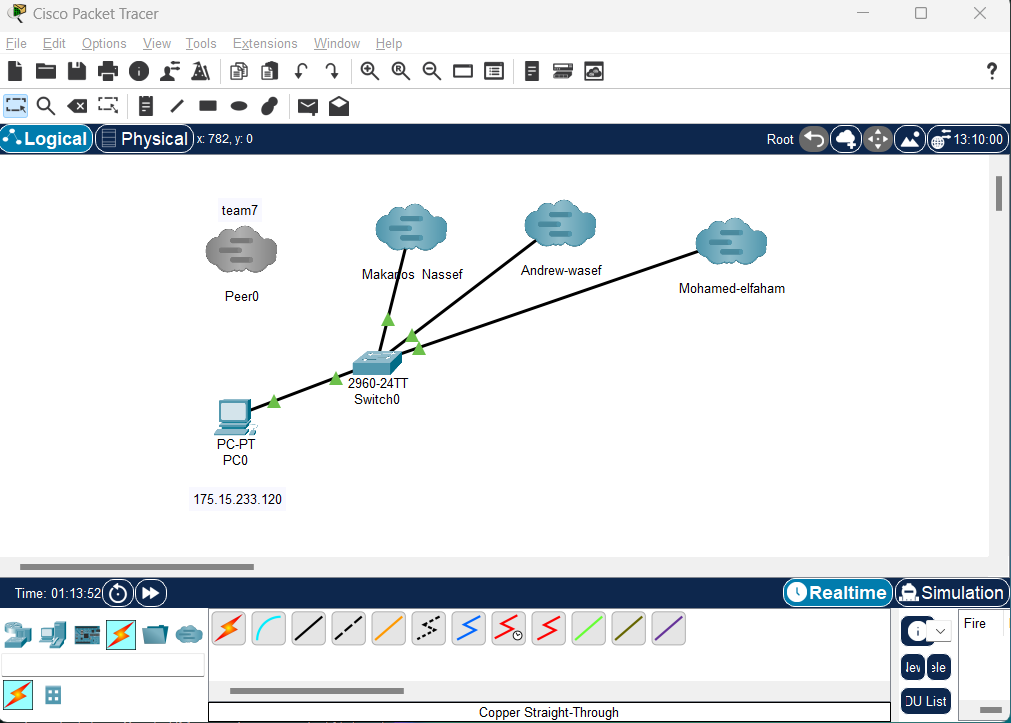 Cisco Packet Tracer
File Edit Options View Tools Extensions Window Help
?
Logical Physical x: 782, y: 0 Root 13:10:00
team7
Peer0
Makarios Nassef
Andrew-wasef
Mohamed-elfaham
2960-24TT
Switch0
PC-PT
PC0
175.15.233.120
Time: 01:13:52 Realtime Simulation
Fire
DU List
Copper Straight-Through